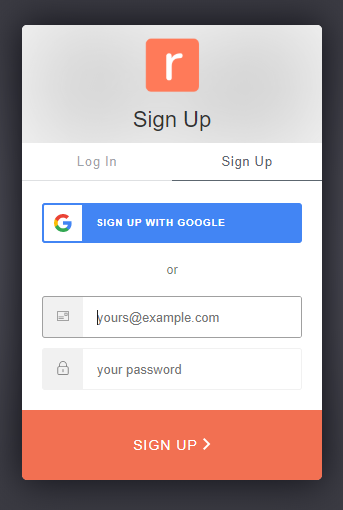 r
Sign Up
Log In Sign Up
SIGN UP WITH GOOGLE
or
yours@example.com
your password
SIGN UP